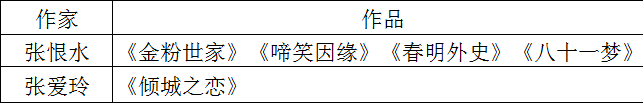 作家 作品
张恨水 《金粉世家》《啼笑因缘》《春明外史》《八十一梦》
张爱玲 《倾城之恋》